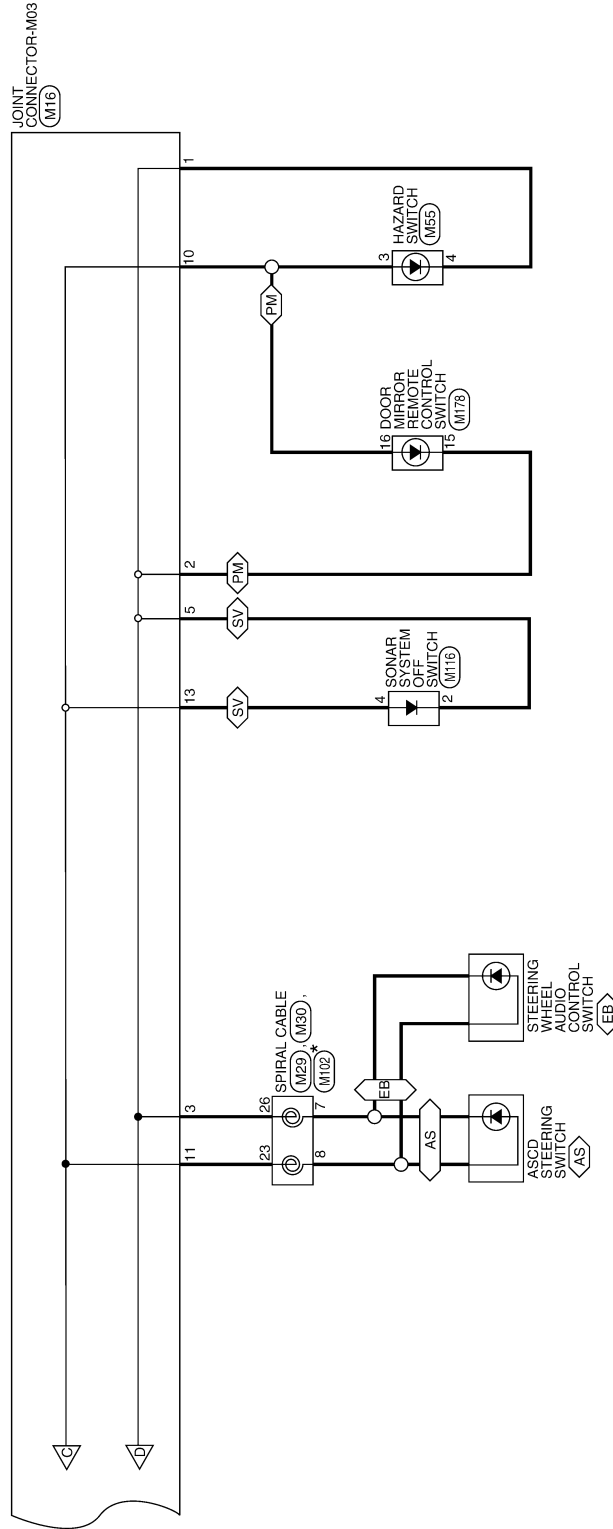 JOINT
CONNECTOR-M03
M16
C
D
11
3
13
5
2
10
1
SV
SV
PM
PM
23
26
8
7
SPIRAL CABLE
M29 , M30 ,
*
M102
EB
AS
ASCD
STEERING
SWITCH
AS
STEERING
WHEEL
AUDIO
CONTROL
SWITCH
EB
4
2
SONAR
SYSTEM
OFF
SWITCH
M116
16
15
DOOR
MIRROR
REMOTE
CONTROL
SWITCH
M178
3
4
HAZARD
SWITCH
M55